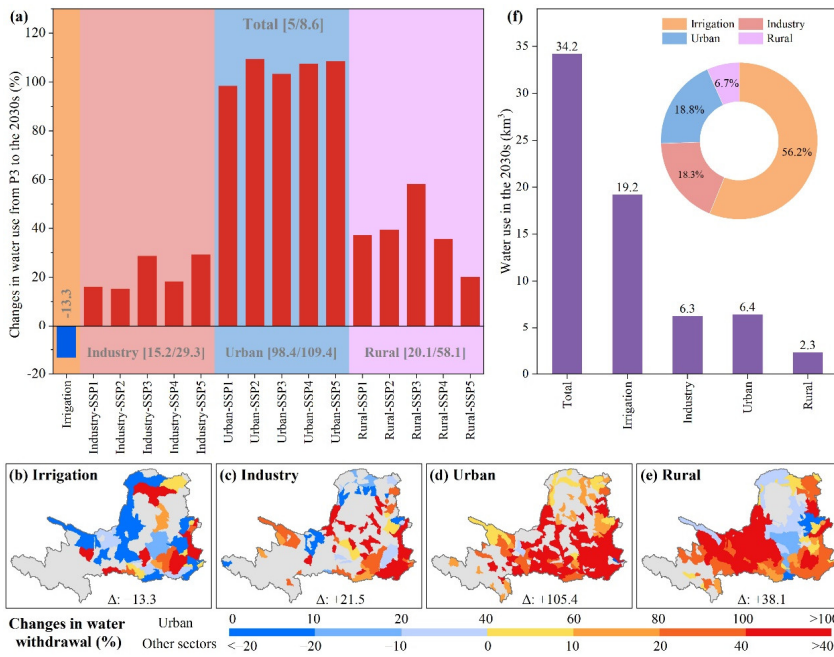 (a)
Total [5/8.6]
Changes in water use from P3 to the 2030s (%)
120
100
80
60
40
20
0
-20
-13.3
Industry [15.2/29.3]
Urban [98.4/109.4]
Rural [20.1/58.1]
Irrigation
Industry-SSP1
Industry-SSP2
Industry-SSP3
Industry-SSP4
Industry-SSP5
Urban-SSP1
Urban-SSP2
Urban-SSP3
Urban-SSP4
Urban-SSP5
Rural-SSP1
Rural-SSP2
Rural-SSP3
Rural-SSP4
Rural-SSP5
(f)
Irrigation
Industry
Urban
Rural
Water use in the 2030s (km³)
35
30
25
20
15
10
5
0
34.2
19.2
6.3
6.4
2.3
6.7%
18.8%
18.3%
56.2%
Total
Irrigation
Industry
Urban
Rural
(b) Irrigation
Δ: 13.3
(c) Industry
Δ: +21.5
(d) Urban
Δ: +105.4
(e) Rural
Δ: +38.1
Changes in water
withdrawal (%)
Urban
0 10 20 40 60 80 100 >100
Other sectors
<-20 -20 -10 0 10 20 40 >40